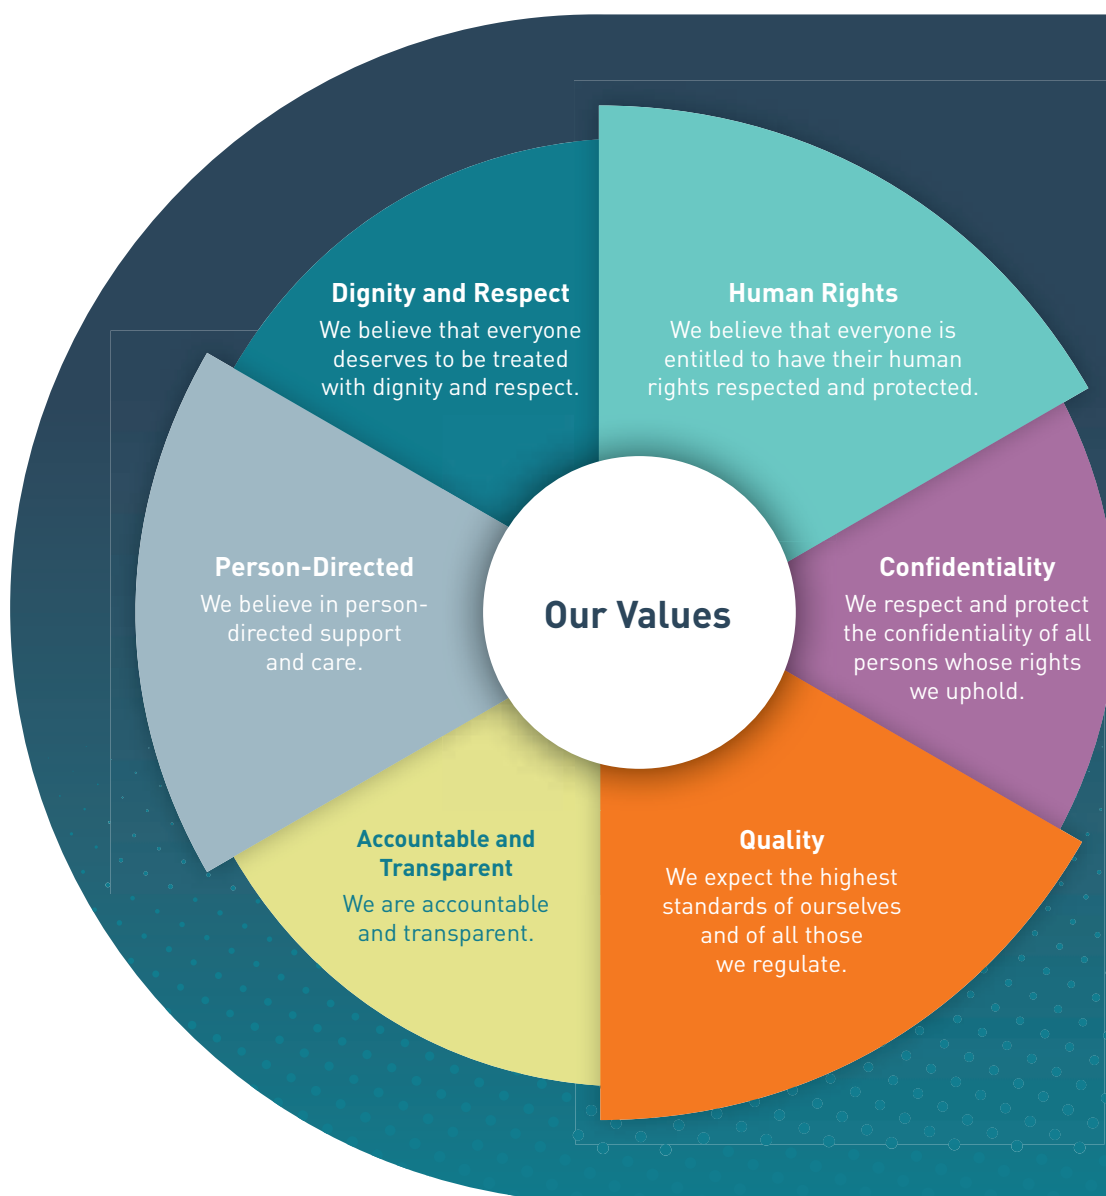 Dignity and Respect
We believe that everyone
deserves to be treated
with dignity and respect.
Human Rights
We believe that everyone is
entitled to have their human
rights respected and protected.
Person-Directed
We believe in person-
directed support
and care.
Our Values
Confidentiality
We respect and protect
the confidentiality of all
persons whose rights
we uphold.
Accountable and
Transparent
We are accountable
and transparent.
Quality
We expect the highest
standards of ourselves
and of all those
we regulate.